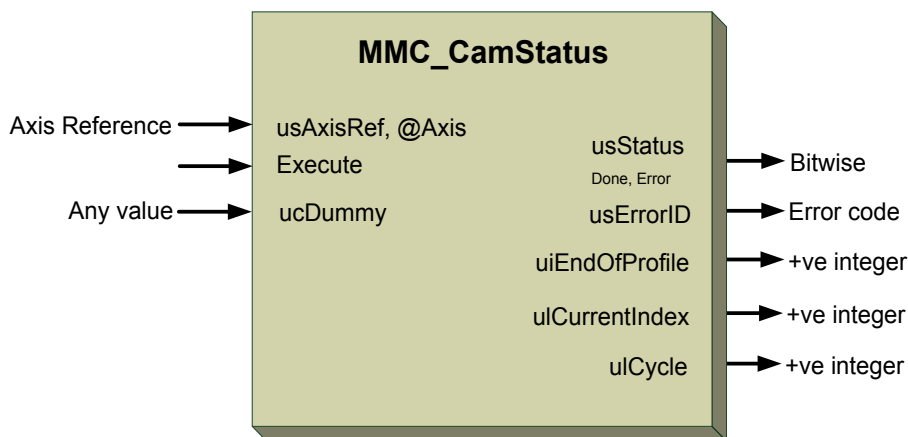 MMC_CamStatus
Axis Reference
usAxisRef, @Axis
Execute
usStatus
Done, Error
Bitwise
Any value
ucDummy
usErrorID
Error code
uiEndOfProfile
+ve integer
ulCurrentIndex
+ve integer
ulCycle
+ve integer